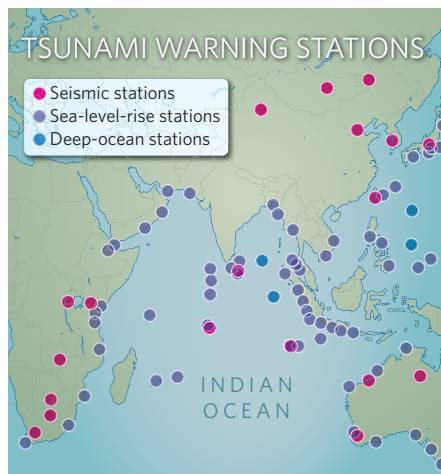 TSUNAMI WARNING STATIONS
Seismic stations
Sea-level-rise stations
Deep-ocean stations
INDIAN
OCEAN